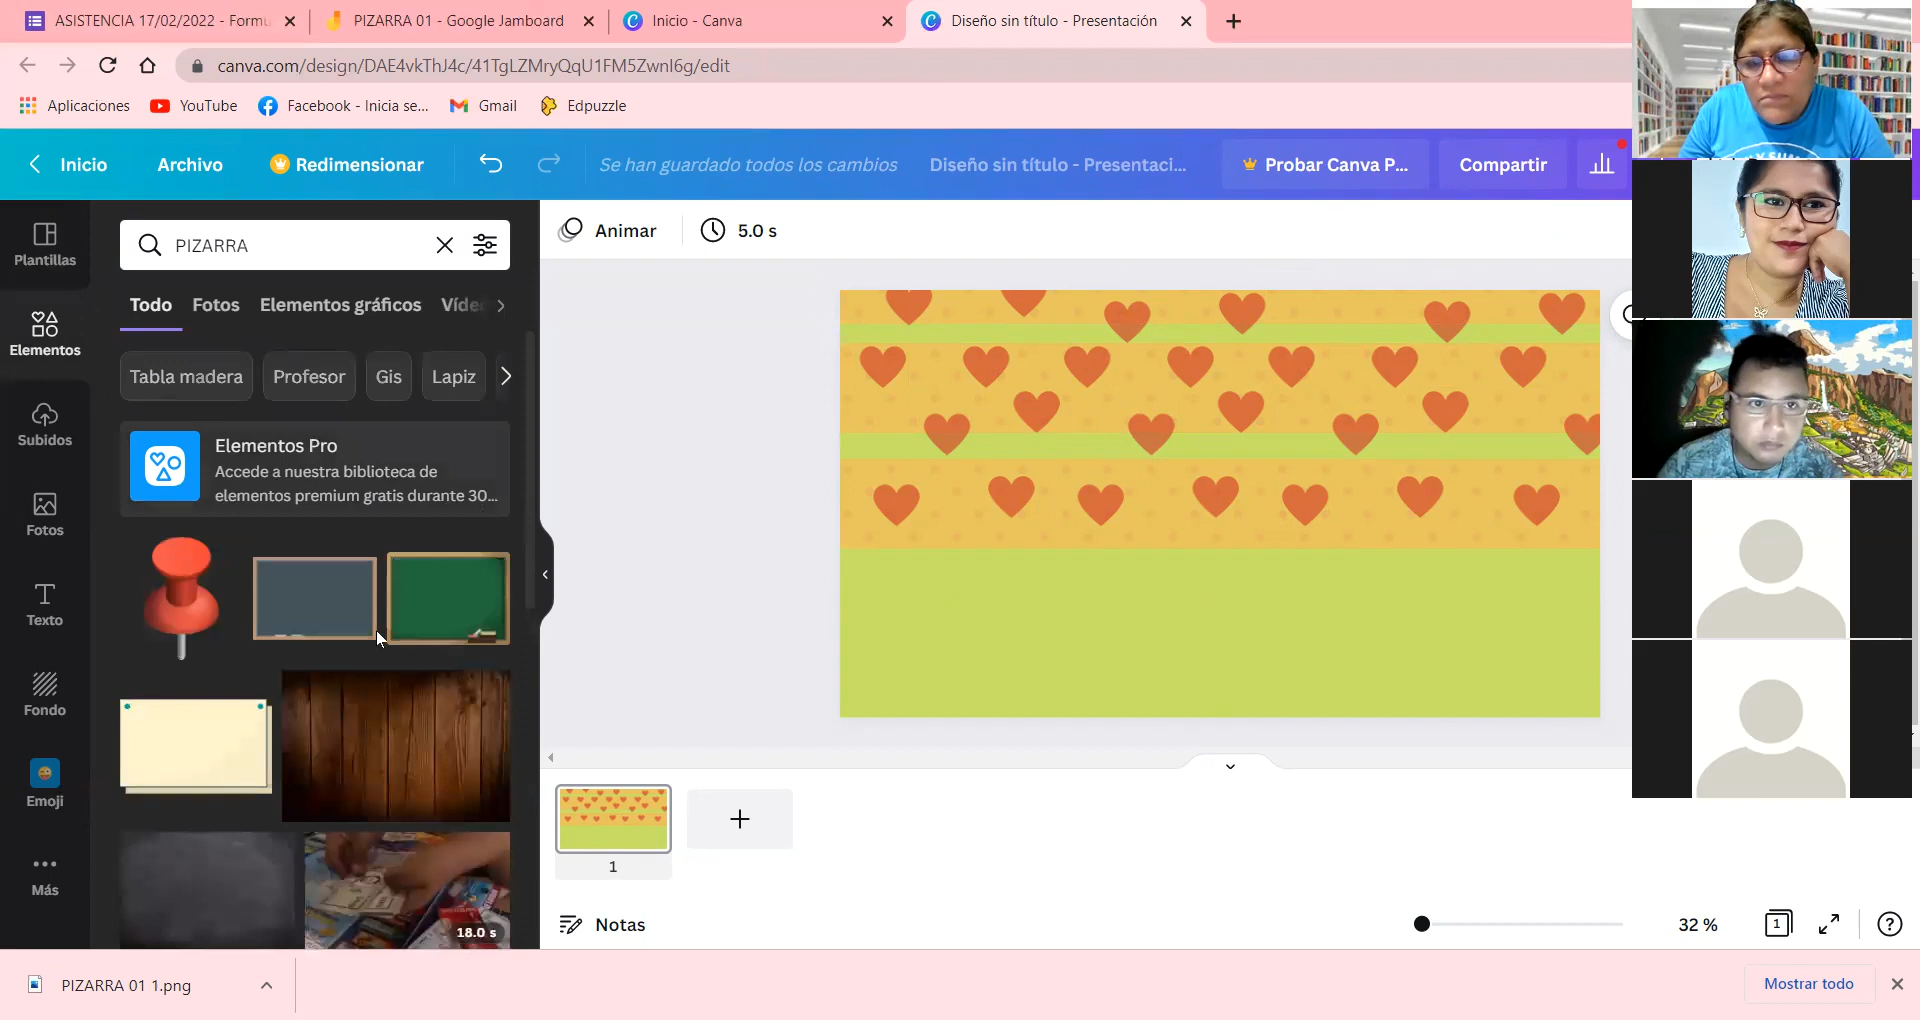 ASISTENCIA 17/02/2022 - Formu
PIZARRA 01 - Google Jamboard
Inicio - Canva
Diseño sin título - Presentación
canva.com/design/DAE4vkThJ4c/41TgLZMryQqU1FM5Zwnl6g/edit
Aplicaciones
YouTube
Facebook - Inicia se...
Gmail
Edpuzzle
Inicio
Archivo
Redimensionar
Se han guardado todos los cambios
Diseño sin título - Presentaci...
Probar Canva P...
Compartir
Plantillas
Elementos
Subidos
Fotos
Texto
Fondo
Emoji
Más
PIZARRA
Todo
Fotos
Elementos gráficos
Víde
Tabla madera
Profesor
Gis
Lapiz
Elementos Pro
Accede a nuestra biblioteca de
elementos premium gratis durante 30...
18.0 s
Animar
5.0 s
1
Notas
32 %
1
PIZARRA 01 1.png
Mostrar todo